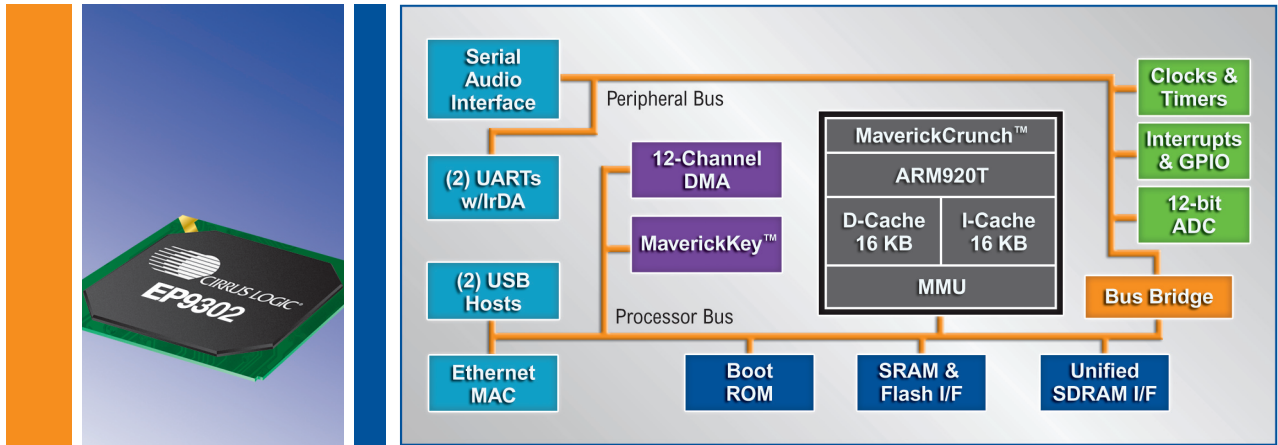 CIRRUS LOGIC®
EP9302
Serial
Audio
Interface
Peripheral Bus
(2) UARTs
w/IrDA
12-Channel
DMA
MaverickKey™
(2) USB
Hosts
Processor Bus
Ethernet
MAC
MaverickCrunch™
ARM920T
D-Cache
16 KB
I-Cache
16 KB
MMU
Clocks &
Timers
Interrupts
& GPIO
12-bit
ADC
Bus Bridge
Boot
ROM
SRAM &
Flash I/F
Unified
SDRAM I/F